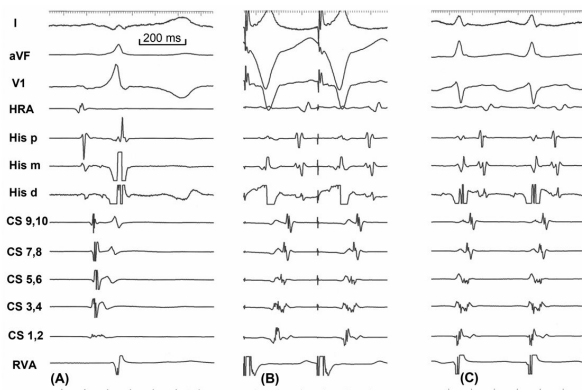 I
200 ms
aVF
V1
HRA
His p
His m
His d
CS 9,10
CS 7,8
CS 5,6
CS 3,4
CS 1,2
RVA
(A)
(B)
(C)